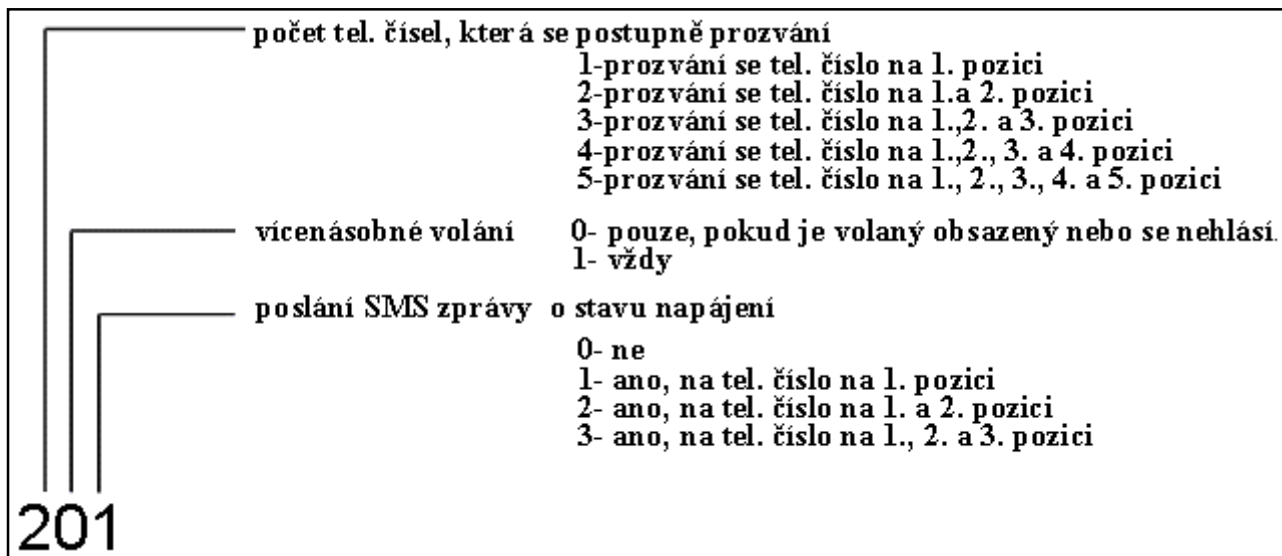 počet tel. čísel, která se postupně prozvání
1-prozvání se tel. číslo na 1. pozici
2-prozvání se tel. číslo na 1.a 2. pozici
3-prozvání se tel. číslo na 1.,2. a 3. pozici
4-prozvání se tel. číslo na 1.,2., 3. a 4. pozici
5-prozvání se tel. číslo na 1., 2., 3., 4. a 5. pozici
vícenásobné volání 0- pouze, pokud je volaný obsazený nebo se nehlásí.
1- vždy
poslání SMS zprávy o stavu napájení
0- ne
1- ano, na tel. číslo na 1. pozici
2- ano, na tel. číslo na 1. a 2. pozici
3- ano, na tel. číslo na 1., 2. a 3. pozici
201